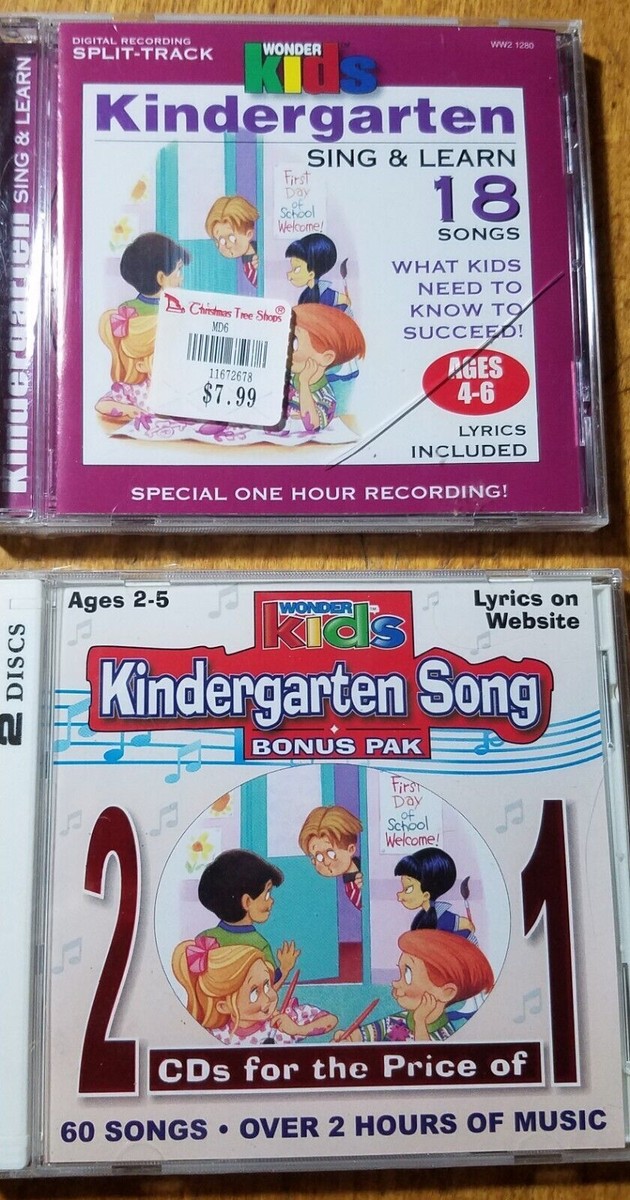 DIGITAL RECORDING
SPLIT-TRACK
WONDER
kids
WW2 1280
Kindergarten
SING & LEARN
18
SONGS
WHAT KIDS
NEED TO
KNOW TO
SUCCEED!
AGES
4-6
LYRICS
INCLUDED
SPECIAL ONE HOUR RECORDING!
First
Day
of
School
Welcome!
Christmas Tree Shops®
MD6
11672678
$7.99
Kindergarten SING & LEARN
2 DISCS
Ages 2-5
WONDER™
kids
Lyrics on
Website
Kindergarten Song
BONUS PAK
First
Day
of
School
Welcome!
2
1
CDs for the Price of
60 SONGS • OVER 2 HOURS OF MUSIC